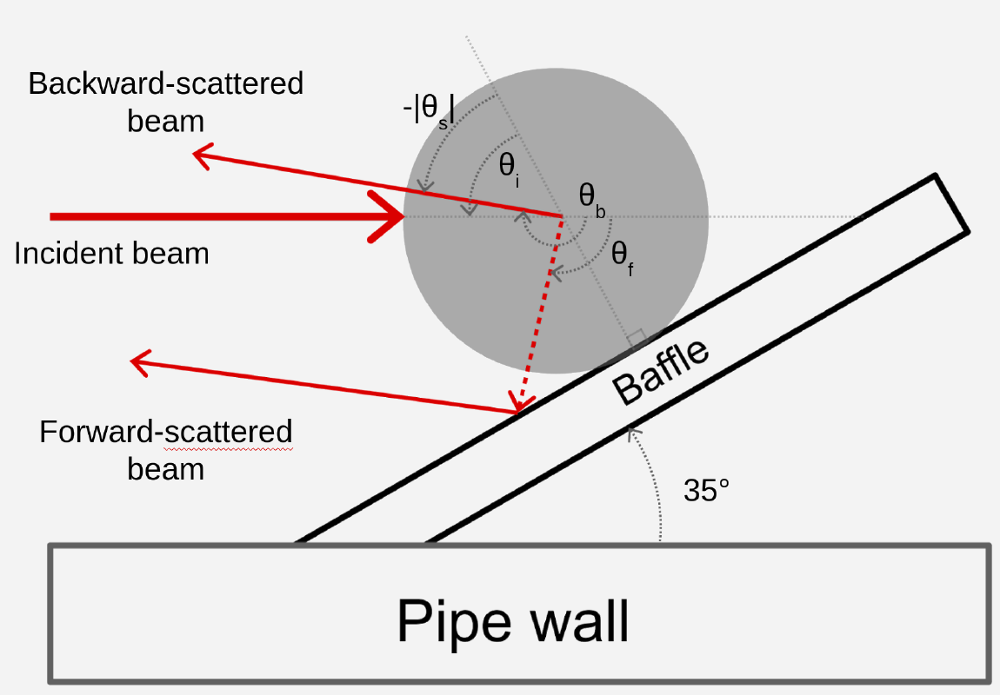 Backward-scattered
beam
-|θs|
θi
θb
Incident beam
θf
Baffle
Forward-scattered
beam
35°
Pipe wall